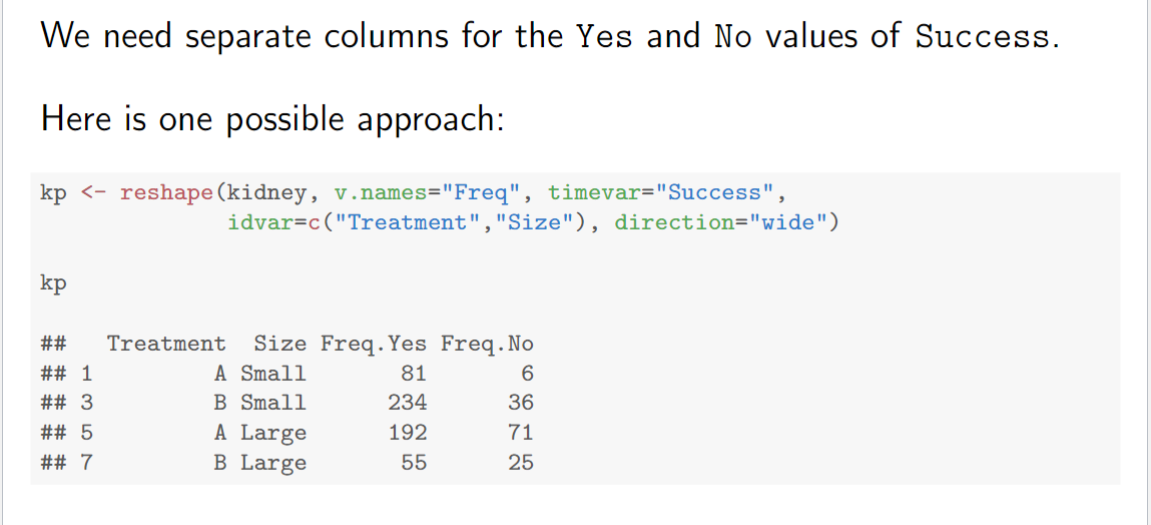 We need separate columns for the Yes and No values of Success.
Here is one possible approach:
kp <- reshape(kidney, v.names="Freq", timevar="Success",
              idvar=c("Treatment","Size"), direction="wide")
kp
##   Treatment  Size Freq.Yes Freq.No
## 1         A Small       81       6
## 3         B Small      234      36
## 5         A Large      192      71
## 7         B Large       55      25